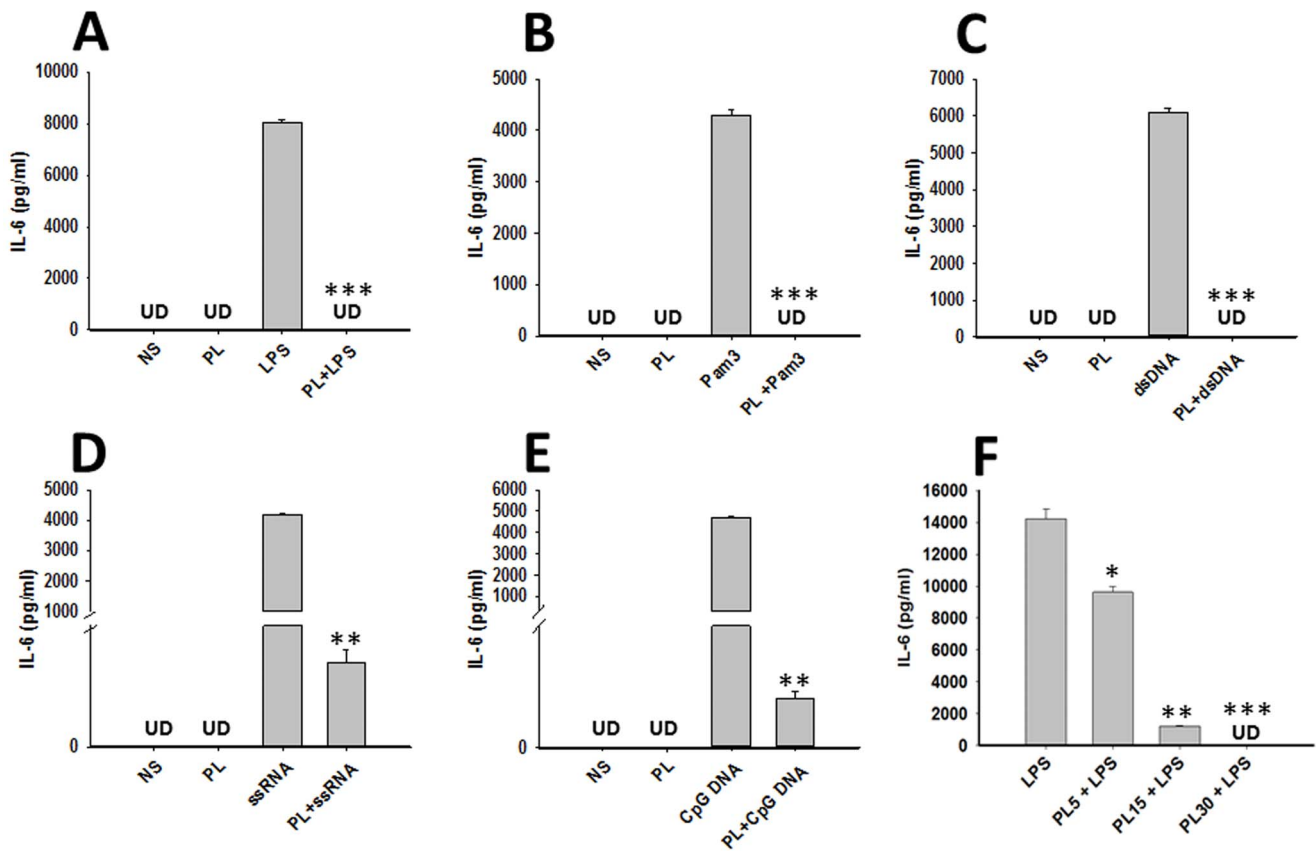 A
IL-6 (pg/ml)
10000
8000
6000
4000
2000
0
UD
UD
***
UD
NS
PL
LPS
PL+LPS
B
IL-6 (pg/ml)
5000
4000
4000
2000
1000
0
UD
UD
***
UD
NS
PL
Pam3
PL +Pam3
C
IL-6 (pg/ml)
7000
6000
5000
4000
3000
2000
1000
0
UD
UD
***
UD
NS
PL
dsDNA
PL+dsDNA
D
IL-6 (pg/ml)
5000
4000
3000
2000
1000
0
UD
UD
**
NS
PL
ssRNA
PL+ssRNA
E
IL-6 (pg/ml)
6000
5000
4000
3000
2000
1000
0
UD
UD
**
NS
PL
CpG DNA
PL+CpG DNA
F
IL-6 (pg/ml)
16000
14000
12000
10000
8000
6000
4000
2000
0
*
**
***
UD
LPS
PL5 + LPS
PL15 + LPS
PL30 + LPS